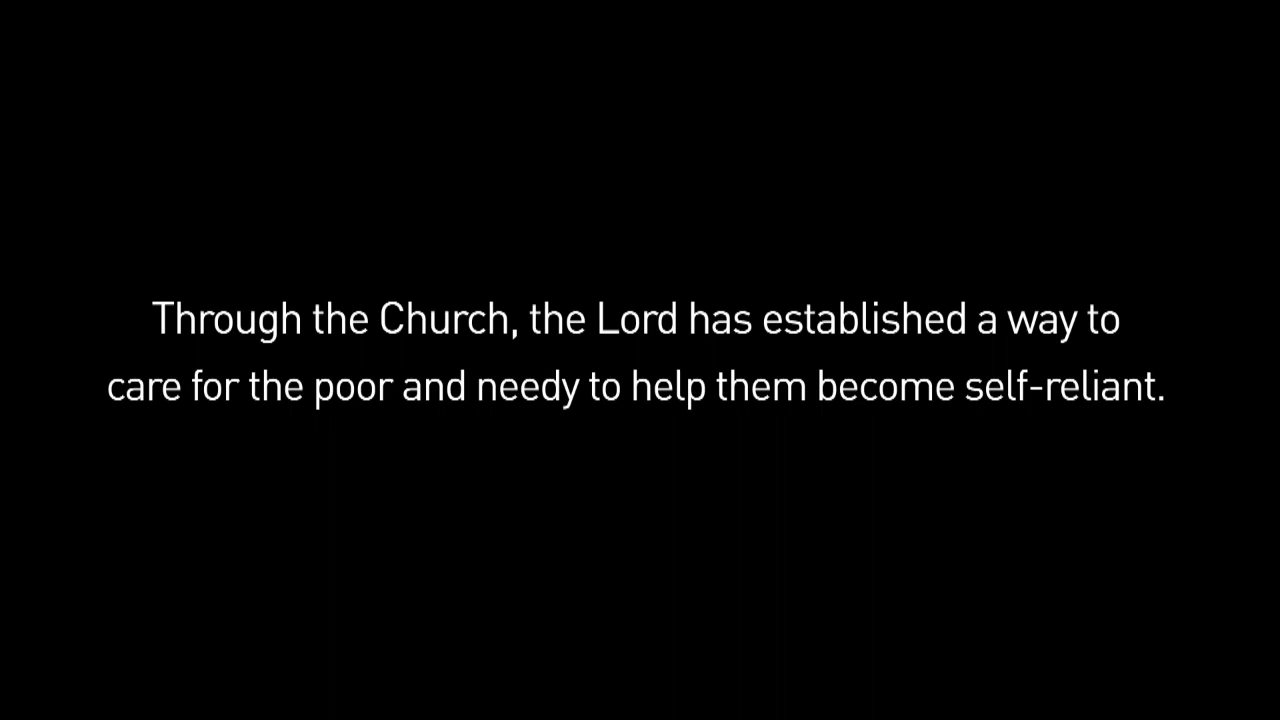 Through the Church, the Lord has established a way to
care for the poor and needy to help them become self-reliant.